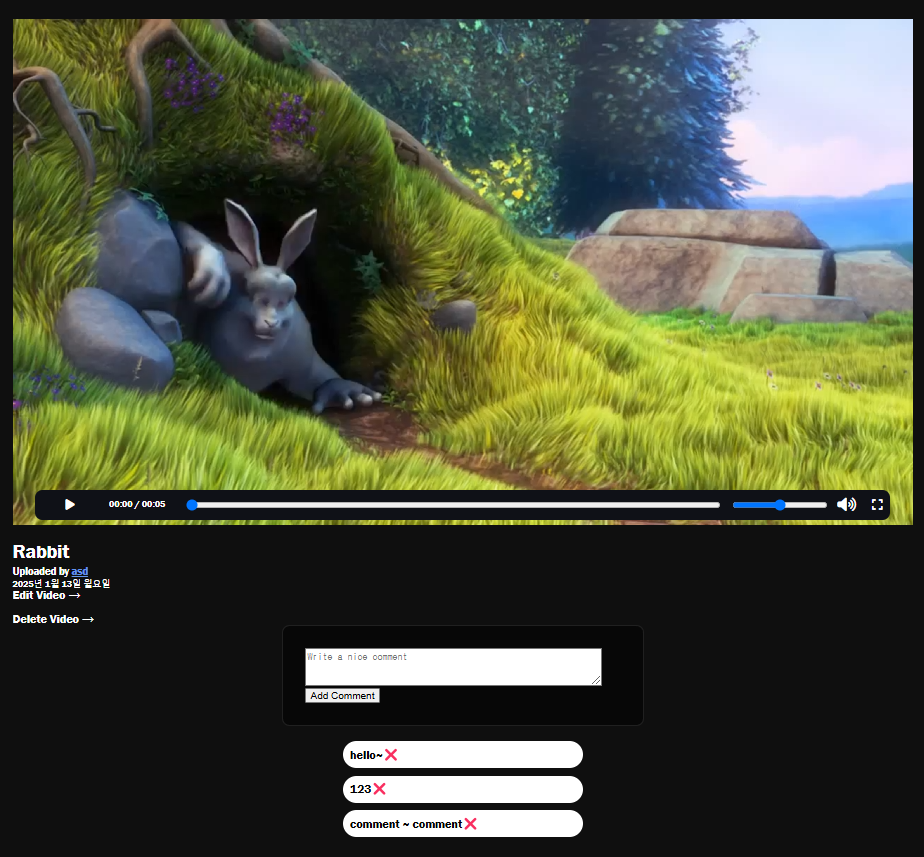 00:00 / 00:05
Rabbit
Uploaded by asd
2025년 1월 13일 월요일
Edit Video →
Delete Video →
Write a nice comment
Add Comment
hello~❌
123❌
comment ~ comment❌